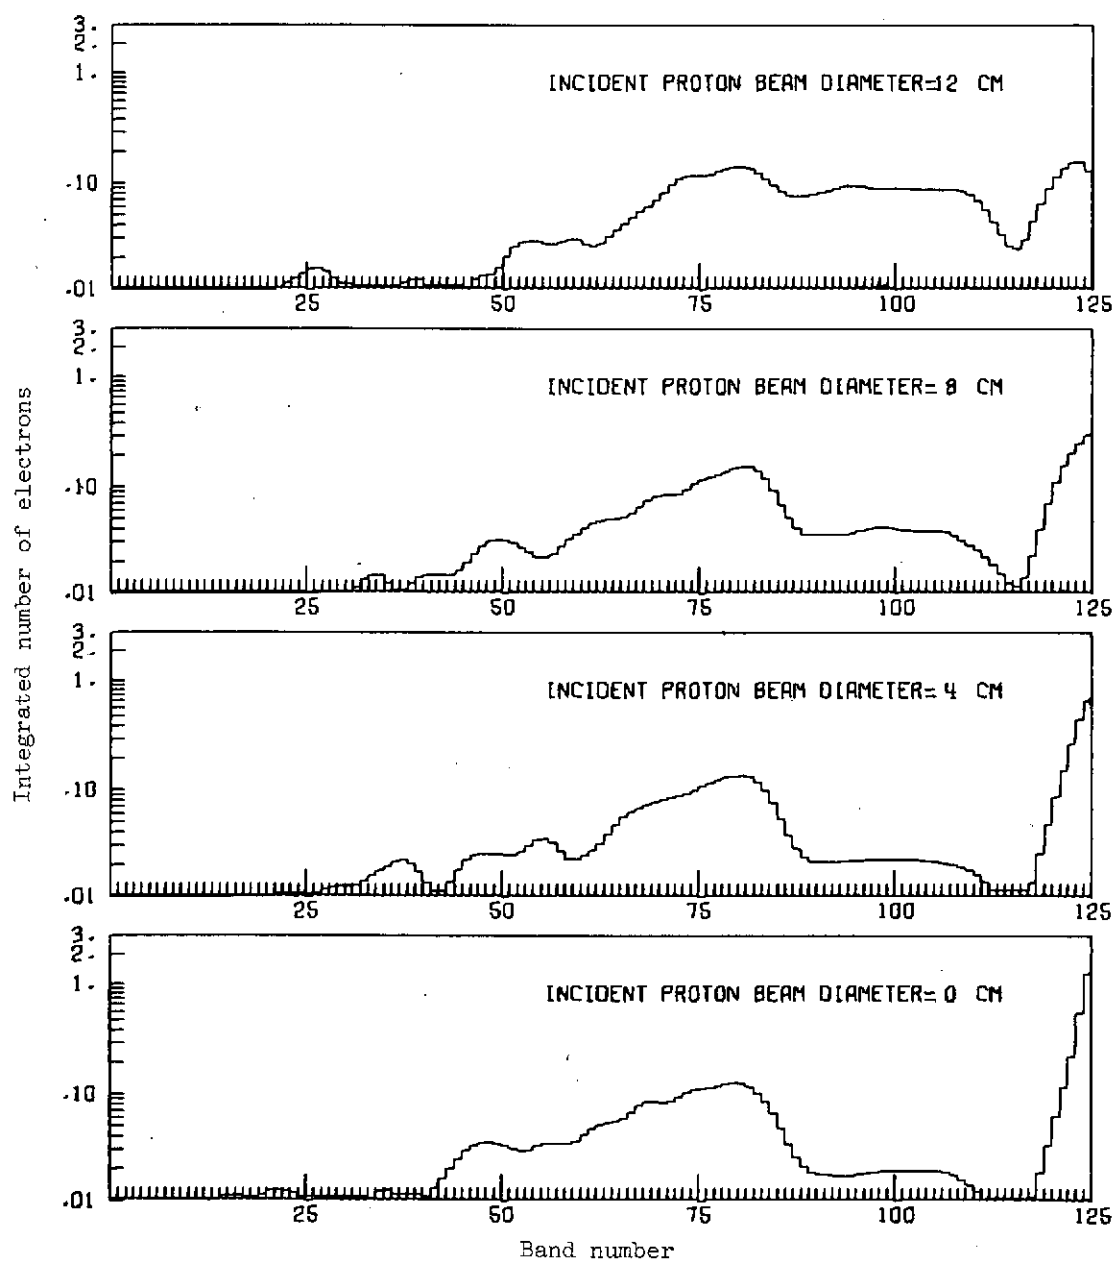 3.
2.
1.
INCIDENT PROTON BEAM DIAMETER=12 CM
.10
.01
25 50 75 100 125
3.
2.
1.
INCIDENT PROTON BEAM DIAMETER= 8 CM
.10
.01
25 50 75 100 125
3.
2.
1.
INCIDENT PROTON BEAM DIAMETER= 4 CM
.10
.01
25 50 75 100 125
3.
2.
1.
INCIDENT PROTON BEAM DIAMETER= 0 CM
.10
.01
25 50 75 100 125
Integrated number of electrons
Band number